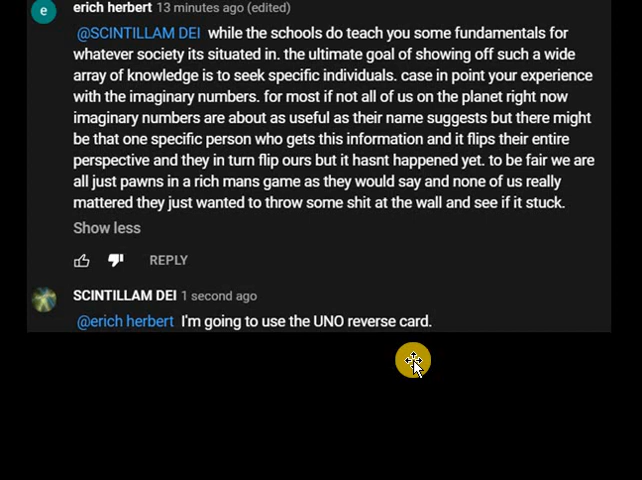 e
erich herbert 13 minutes ago (edited)
@SCINTILLAM DEI while the schools do teach you some fundamentals for
whatever society its situated in. the ultimate goal of showing off such a wide
array of knowledge is to seek specific individuals. case in point your experience
with the imaginary numbers. for most if not all of us on the planet right now
imaginary numbers are about as useful as their name suggests but there might
be that one specific person who gets this information and it flips their entire
perspective and they in turn flip ours but it hasnt happened yet. to be fair we are
all just pawns in a rich mans game as they would say and none of us really
mattered they just wanted to throw some shit at the wall and see if it stuck.
Show less
REPLY
SCINTILLAM DEI 1 second ago
@erich herbert I'm going to use the UNO reverse card.